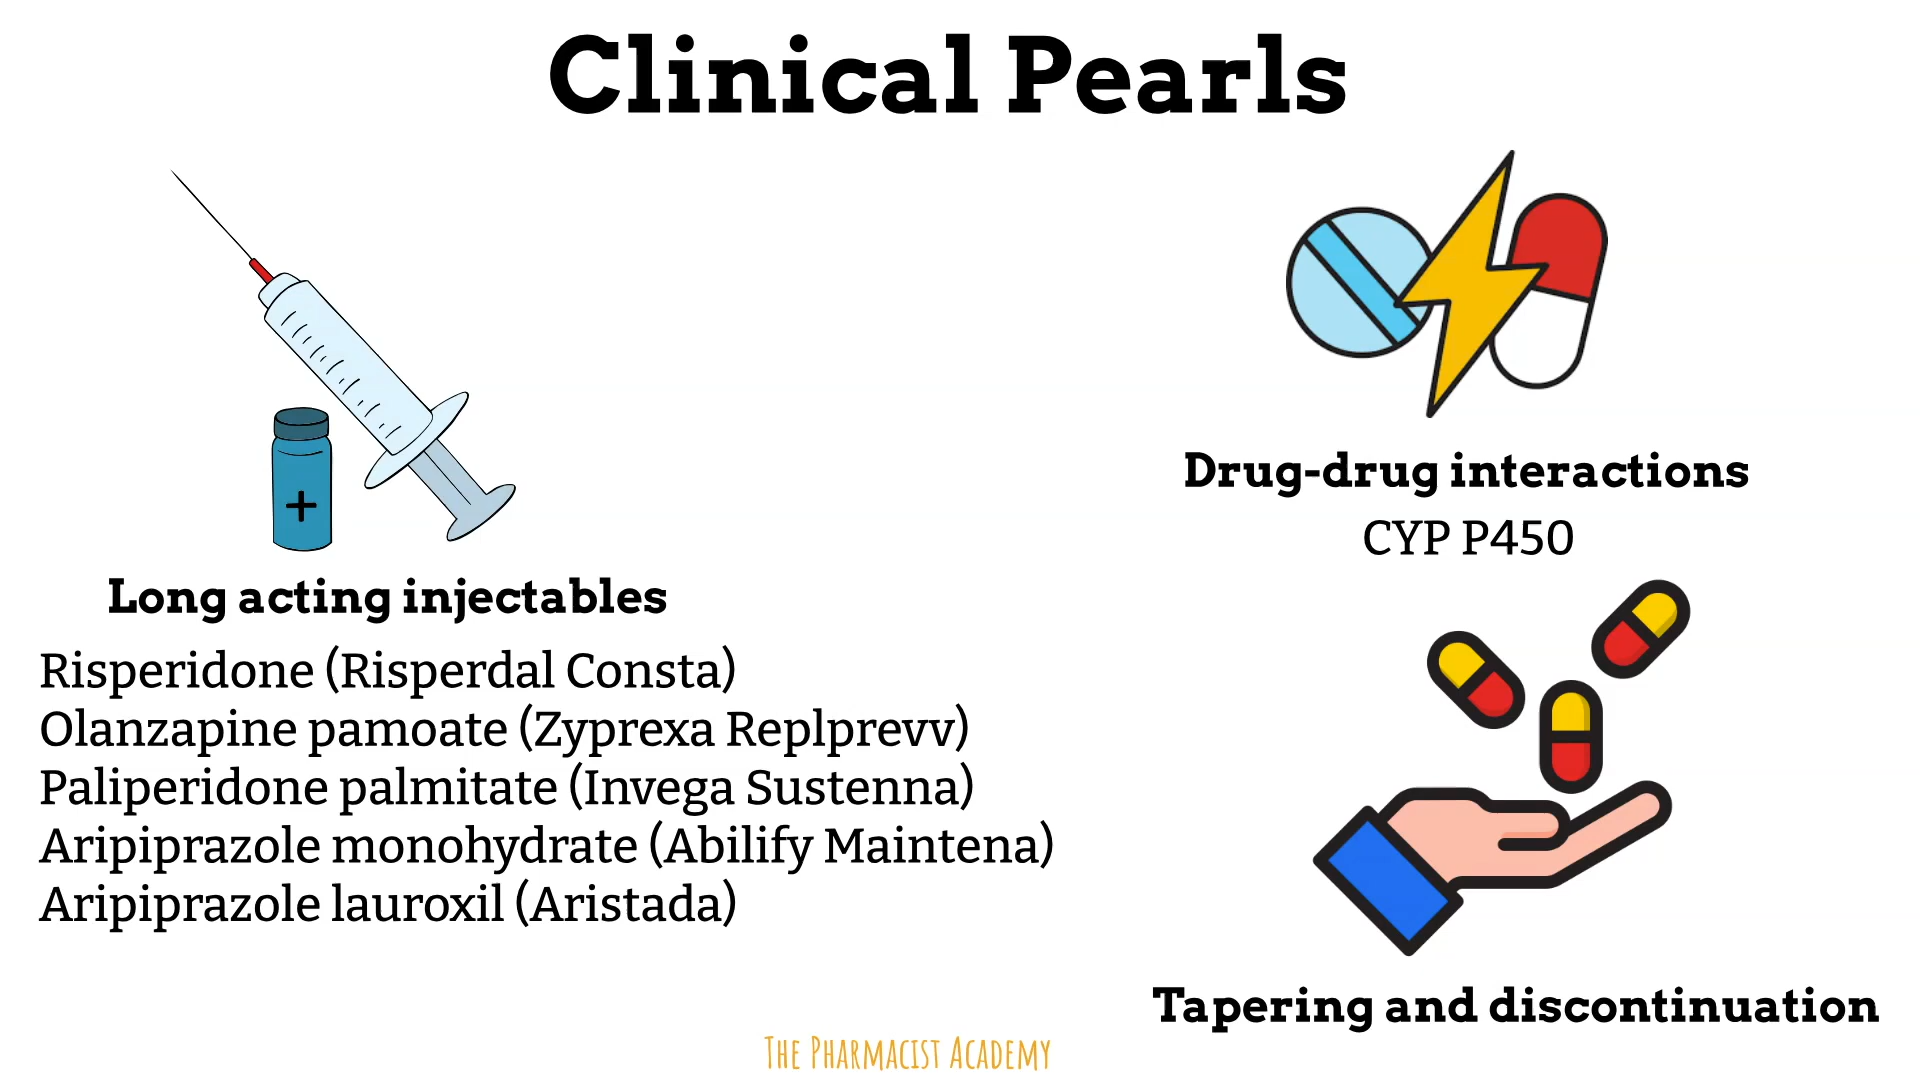 Clinical Pearls
Long acting injectables
Risperidone (Risperdal Consta)
Olanzapine pamoate (Zyprexa Replprevv)
Paliperidone palmitate (Invega Sustenna)
Aripiprazole monohydrate (Abilify Maintena)
Aripiprazole lauroxil (Aristada)
Drug-drug interactions
CYP P450
Tapering and discontinuation
The Pharmacist Academy